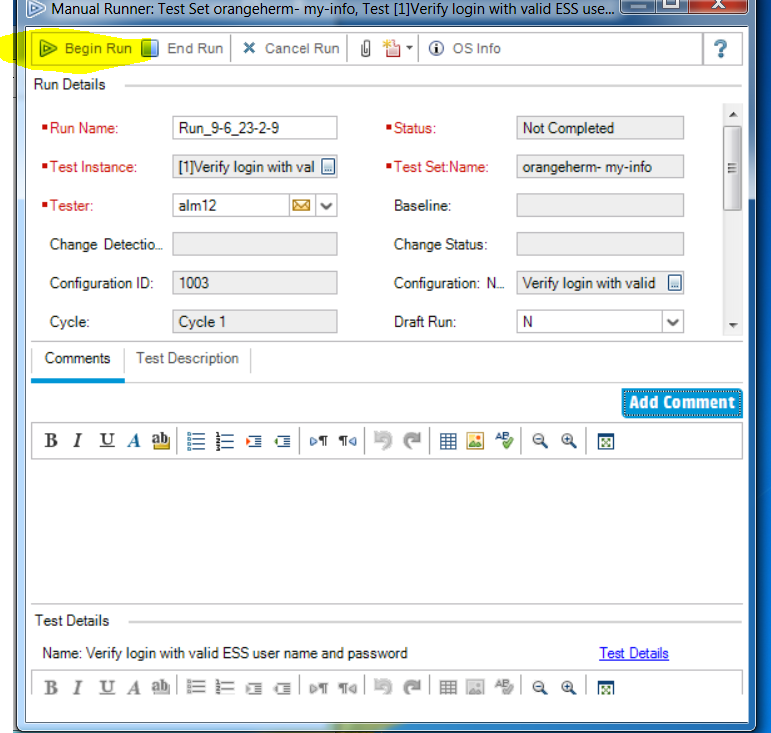 Manual Runner: Test Set orangeherm- my-info, Test [1]Verify login with valid ESS use...
Begin Run End Run Cancel Run OS Info ?
Run Details
Run Name: Run_9-6_23-2-9 Status: Not Completed
Test Instance: [1]Verify login with val ... Test Set:Name: orangeherm- my-info
Tester: alm12 Baseline:
Change Detectio... Change Status:
Configuration ID: 1003 Configuration: N... Verify login with valid ...
Cycle: Cycle 1 Draft Run: N
Comments Test Description
Add Comment
B I U A ab
Test Details
Name: Verify login with valid ESS user name and password Test Details
B I U A ab